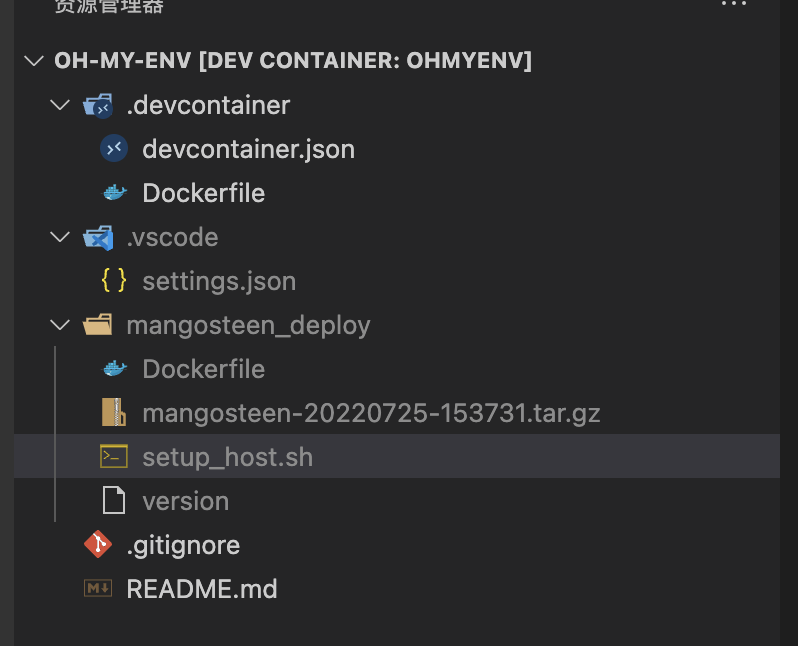 资源管理器
OH-MY-ENV [DEV CONTAINER: OHMYENV]
.devcontainer
devcontainer.json
Dockerfile
.vscode
settings.json
mangosteen_deploy
Dockerfile
mangosteen-20220725-153731.tar.gz
setup_host.sh
version
.gitignore
README.md